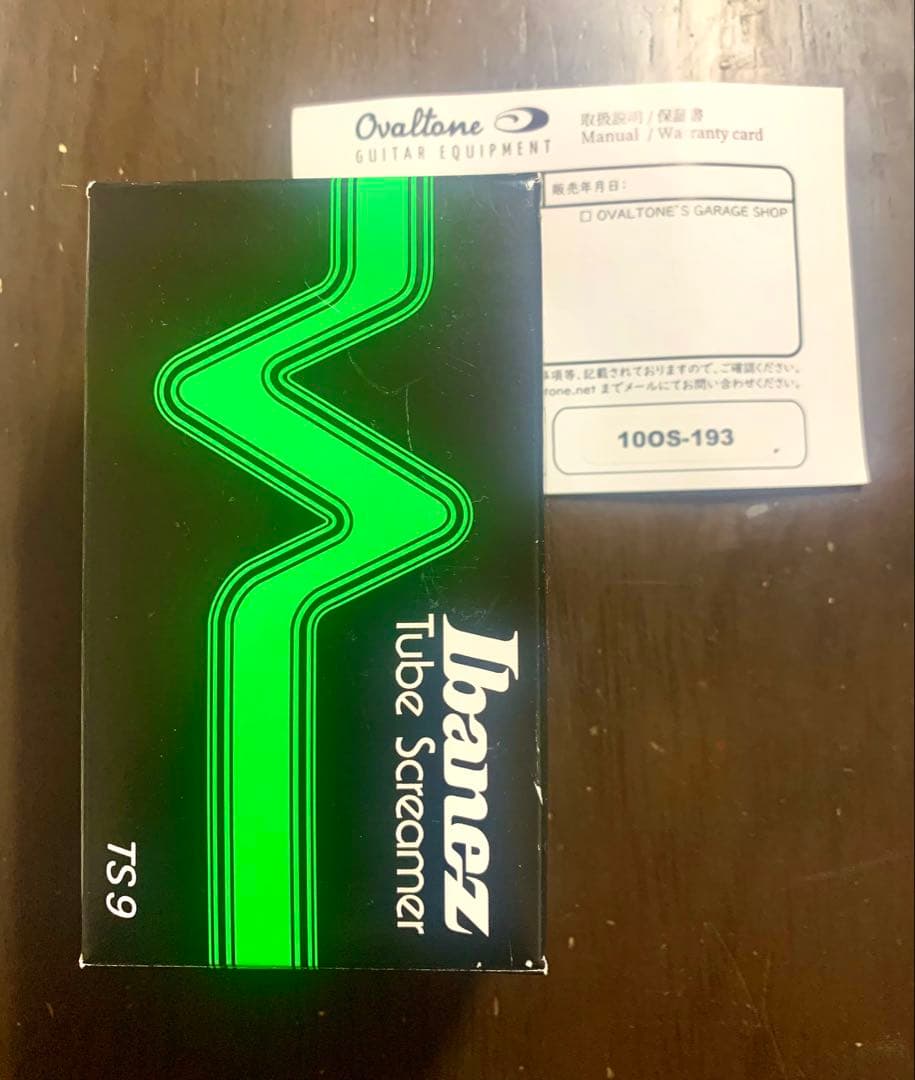 Ovaltone
GUITAR EQUIPMENT
取扱説明 / 保証書
Manual / Warranty card
販売年月日:
□ OVALTONE'S GARAGE SHOP
項等、記載されておりますので、ご確認ください。
tone.net までメールにてお問い合わせください。
10OS-193
Ibanez
Tube Screamer
TS9